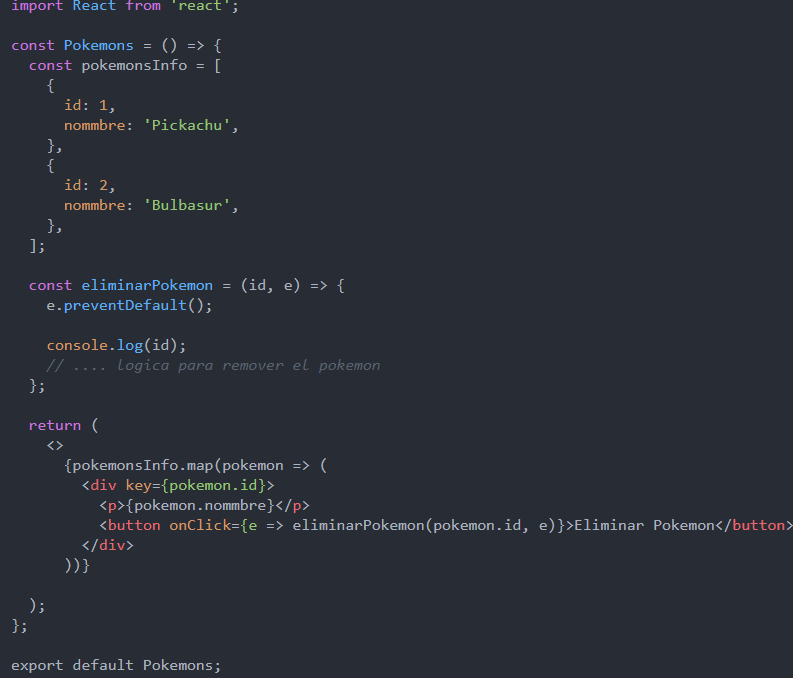 import React from 'react';
const Pokemons = () => {
  const pokemonsInfo = [
    {
      id: 1,
      nommbre: 'Pickachu',
    },
    {
      id: 2,
      nommbre: 'Bulbasur',
    },
  ];
  const eliminarPokemon = (id, e) => {
    e.preventDefault();
    console.log(id);
    // .... logica para remover el pokemon
  };
  return (
    <>
      {pokemonsInfo.map(pokemon => (
        <div key={pokemon.id}>
          <p>{pokemon.nommbre}</p>
          <button onClick={e => eliminarPokemon(pokemon.id, e)}>Eliminar Pokemon</button>
        </div>
      ))}
  );
};
export default Pokemons;